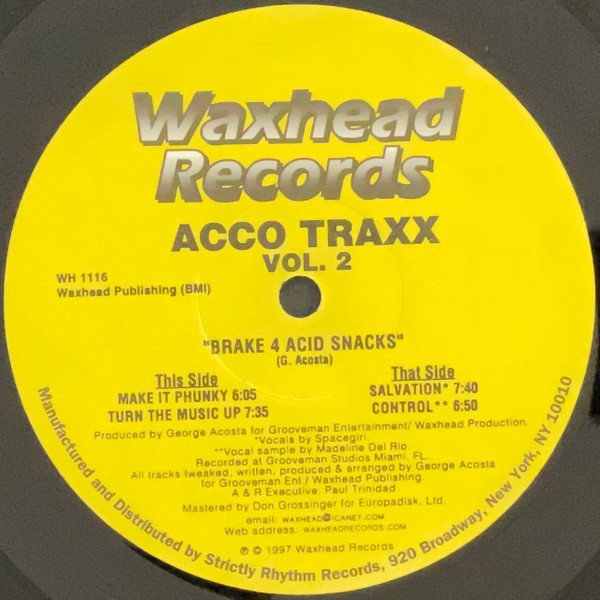 Waxhead
Records
ACCO TRAXX
VOL. 2
WH 1116
Waxhead Publishing (BMI)
"BRAKE 4 ACID SNACKS"
(G. Acosta)
This Side
MAKE IT PHUNKY 6:05
TURN THE MUSIC UP 7:35
That Side
SALVATION* 7:40
CONTROL** 6:50
Produced by George Acosta for Grooveman Entertainment/ Waxhead Production.
*Vocals by Spacegirl.
**Vocal sample by Madeline Del Rio.
Recorded at Grooveman Studios Miami, FL.
All tracks tweaked, written, produced & arranged by George Acosta
for Grooveman Ent./ Waxhead Publishing.
A & R Executive: Paul Trinidad
Mastered by Don Grossinger for Europadisk, Ltd.
email: WAXHEAD@ICANET.COM
Web address: WAXHEADRECORDS.COM
℗ © 1997 Waxhead Records
Manufactured and Distributed by Strictly Rhythm Records, 920 Broadway, New York, NY 10010